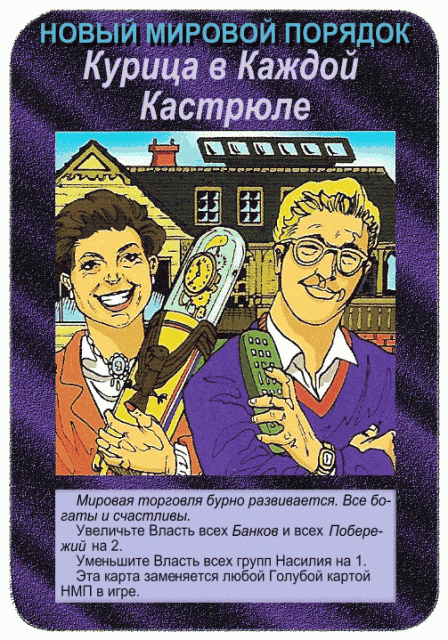 НОВЫЙ МИРОВОЙ ПОРЯДОК
Курица в Каждой
Кастрюле
Мировая торговля бурно развивается. Все бо-
гаты и счастливы.
Увеличьте Власть всех Банков и всех Побере-
жий на 2.
Уменьшите Власть всех групп Насилия на 1.
Эта карта заменяется любой Голубой картой
НМП в игре.